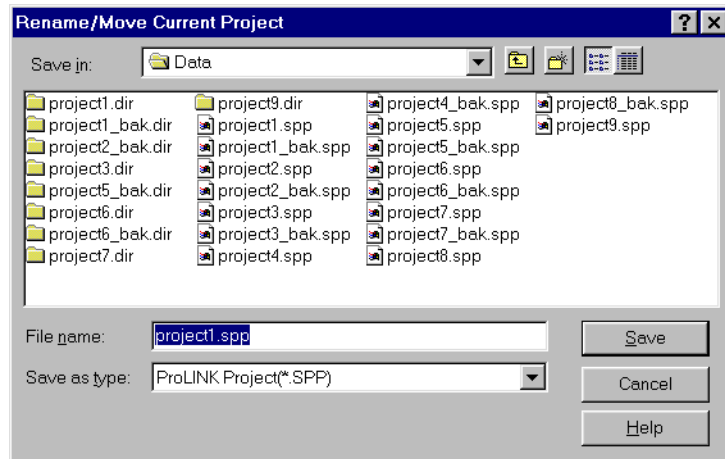 Rename/Move Current Project
Save in: Data
project1.dir project9.dir project4_bak.spp project8_bak.spp
project1_bak.dir project1.spp project5.spp project9.spp
project2_bak.dir project1_bak.spp project5_bak.spp
project3.dir project2.spp project6.spp
project5_bak.dir project2_bak.spp project6_bak.spp
project6.dir project3.spp project7.spp
project6_bak.dir project3_bak.spp project7_bak.spp
project7.dir project4.spp project8.spp
File name: project1.spp Save
Save as type: ProLINK Project(*.SPP) Cancel
Help